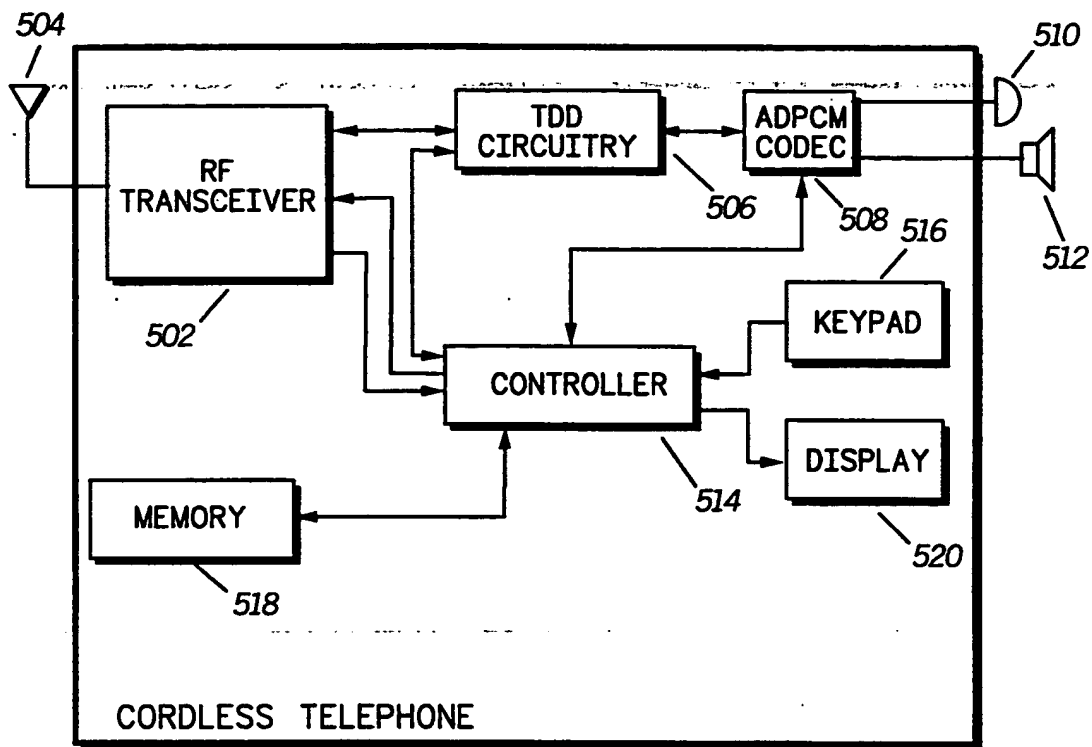 504
510
TDD
CIRCUITRY
ADPCM
CODEC
RF
TRANSCEIVER
506
508
512
516
502
KEYPAD
CONTROLLER
514
DISPLAY
MEMORY
520
518
CORDLESS TELEPHONE